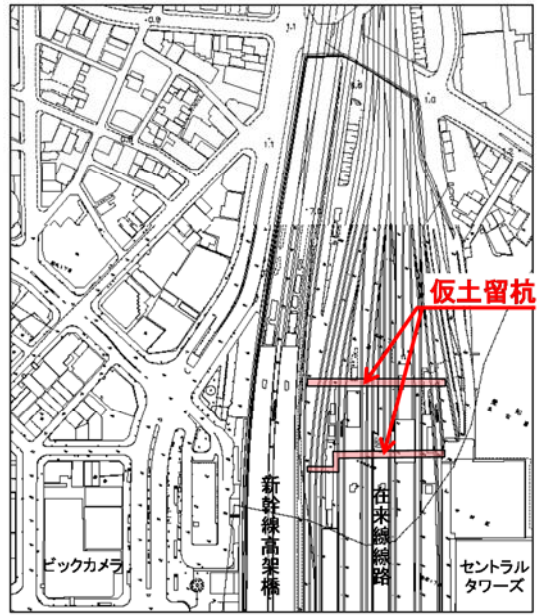 仮土留杭
新幹線高架橋
在来線線路
ビックカメラ
セントラル
タワーズ